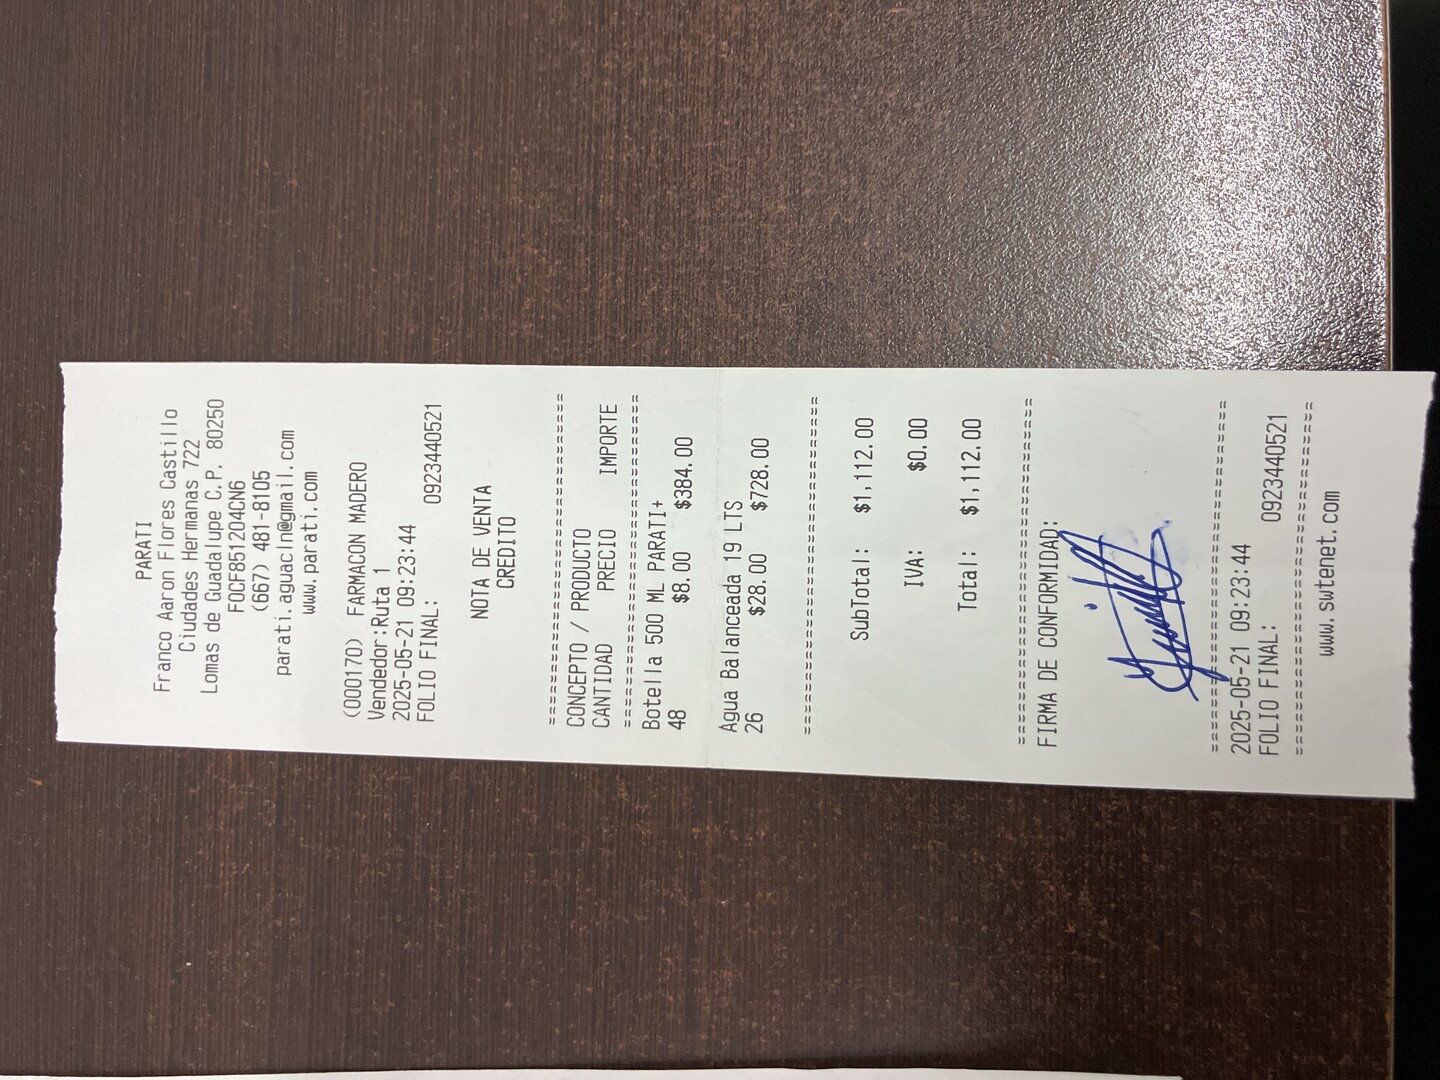 PARATI
Franco Aaron Flores Castillo
Ciudades Hermanas 722
Lomas de Guadalupe C.P. 80250
FOCF851204CN6
(667) 481-8105
parati.aguacln@gmail.com
www.parati.com
(000170) FARMACON MADERO
Vendedor:Ruta 1
2025-05-21 09:23:44
FOLIO FINAL: 0923440521
NOTA DE VENTA
CREDITO
==============================
CONCEPTO / PRODUCTO
CANTIDAD PRECIO IMPORTE
==============================
Botella 500 ML PARATI+
48 $8.00 $384.00
Agua Balanceada 19 LTS
26 $28.00 $728.00
==============================
SubTotal: $1,112.00
IVA: $0.00
Total: $1,112.00
==============================
FIRMA DE CONFORMIDAD:
==============================
2025-05-21 09:23:44
FOLIO FINAL: 0923440521
==============================
www.swtenet.com